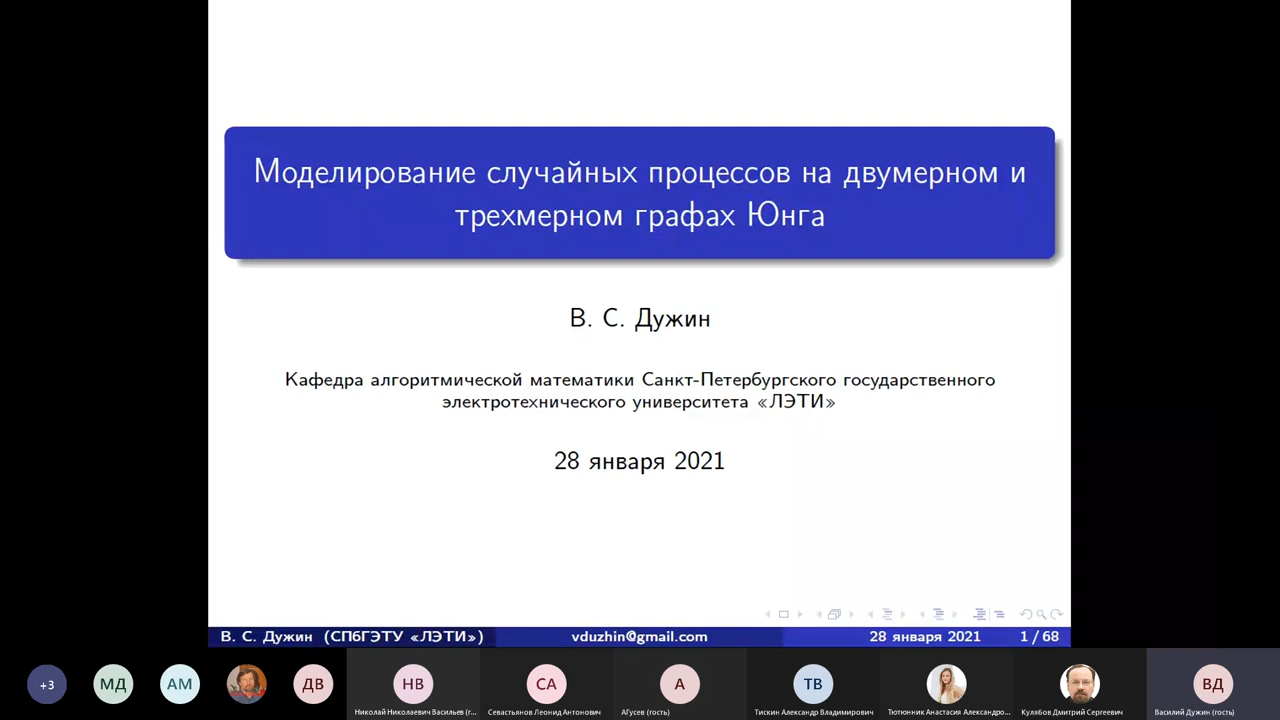 Моделирование случайных процессов на двумерном и
трехмерном графах Юнга
В. С. Дужин
Кафедра алгоритмической математики Санкт-Петербургского государственного
электротехнического университета «ЛЭТИ»
28 января 2021
В. С. Дужин (СПбГЭТУ «ЛЭТИ») vduzhin@gmail.com 28 января 2021 1 / 68
+3 МД АМ ДВ НВ СА А ТВ ВД
Николай Николаевич Васильев (г... Севастьянов Леонид Антонович АГусев (гость) Тискин Александр Владимирович Тютюнник Анастасия Александро... Кулябов Дмитрий Сергеевич Василий Дужин (гость)